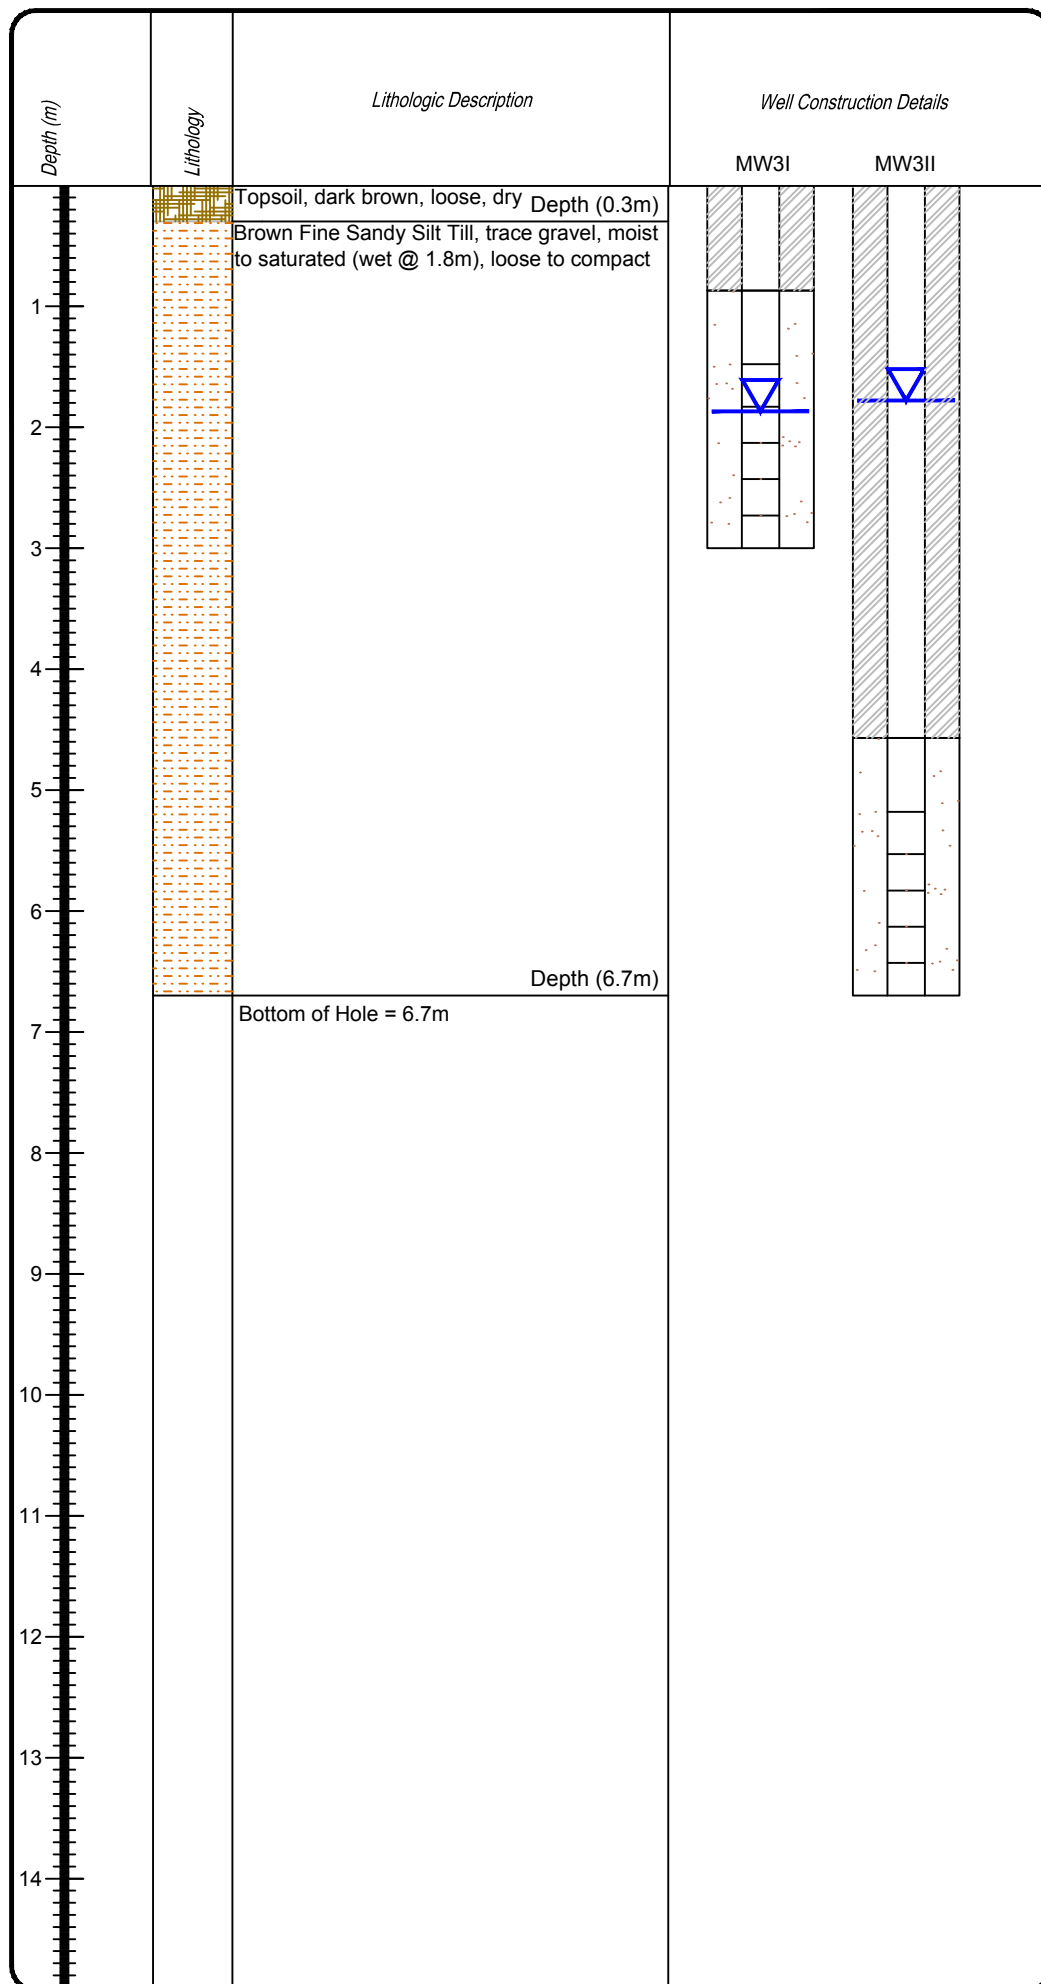 Depth (m)
Lithology
Lithologic Description
Well Construction Details
MW3I
MW3II
Topsoil, dark brown, loose, dry
Depth (0.3m)
Brown Fine Sandy Silt Till, trace gravel, moist
to saturated (wet @ 1.8m), loose to compact
1
2
3
4
5
6
Depth (6.7m)
Bottom of Hole = 6.7m
7
8
9
10
11
12
13
14